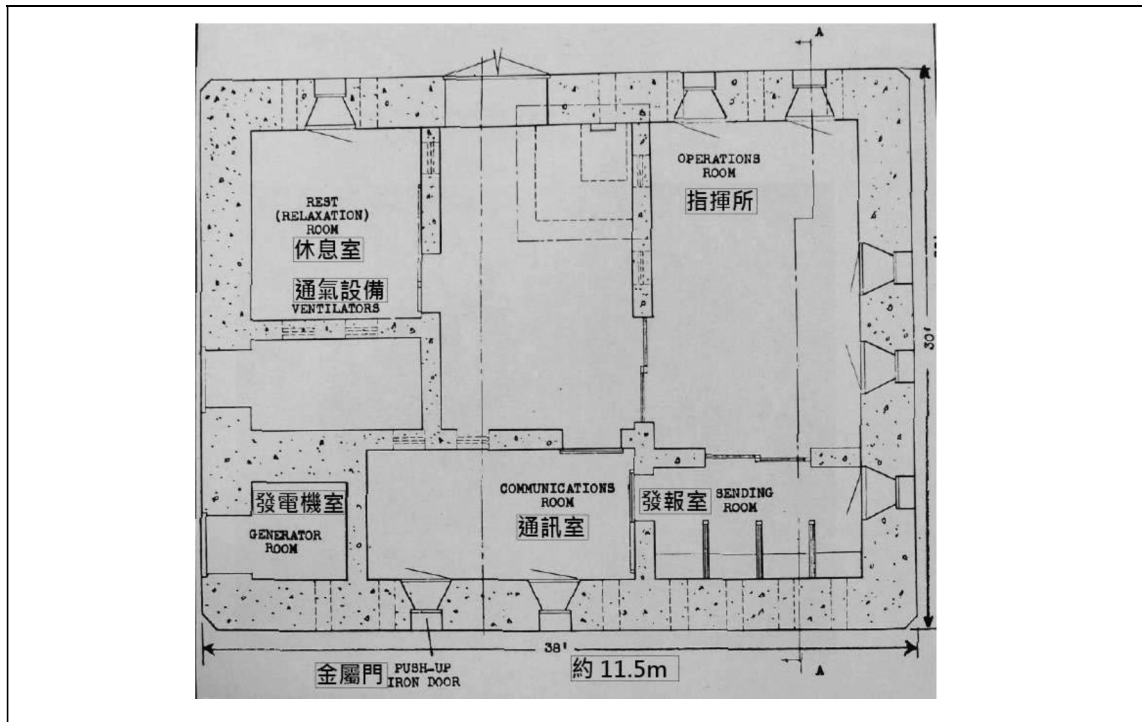 A
OPERATIONS
ROOM
指揮所
REST
(RELAXATION)
ROOM
休息室
通氣設備
VENTILATORS
30'
發電機室
GENERATOR
ROOM
COMMUNICATIONS
ROOM
通訊室
發報室
SENDING
ROOM
38'
約 11.5m
金屬門
PUSH-UP
IRON DOOR
A